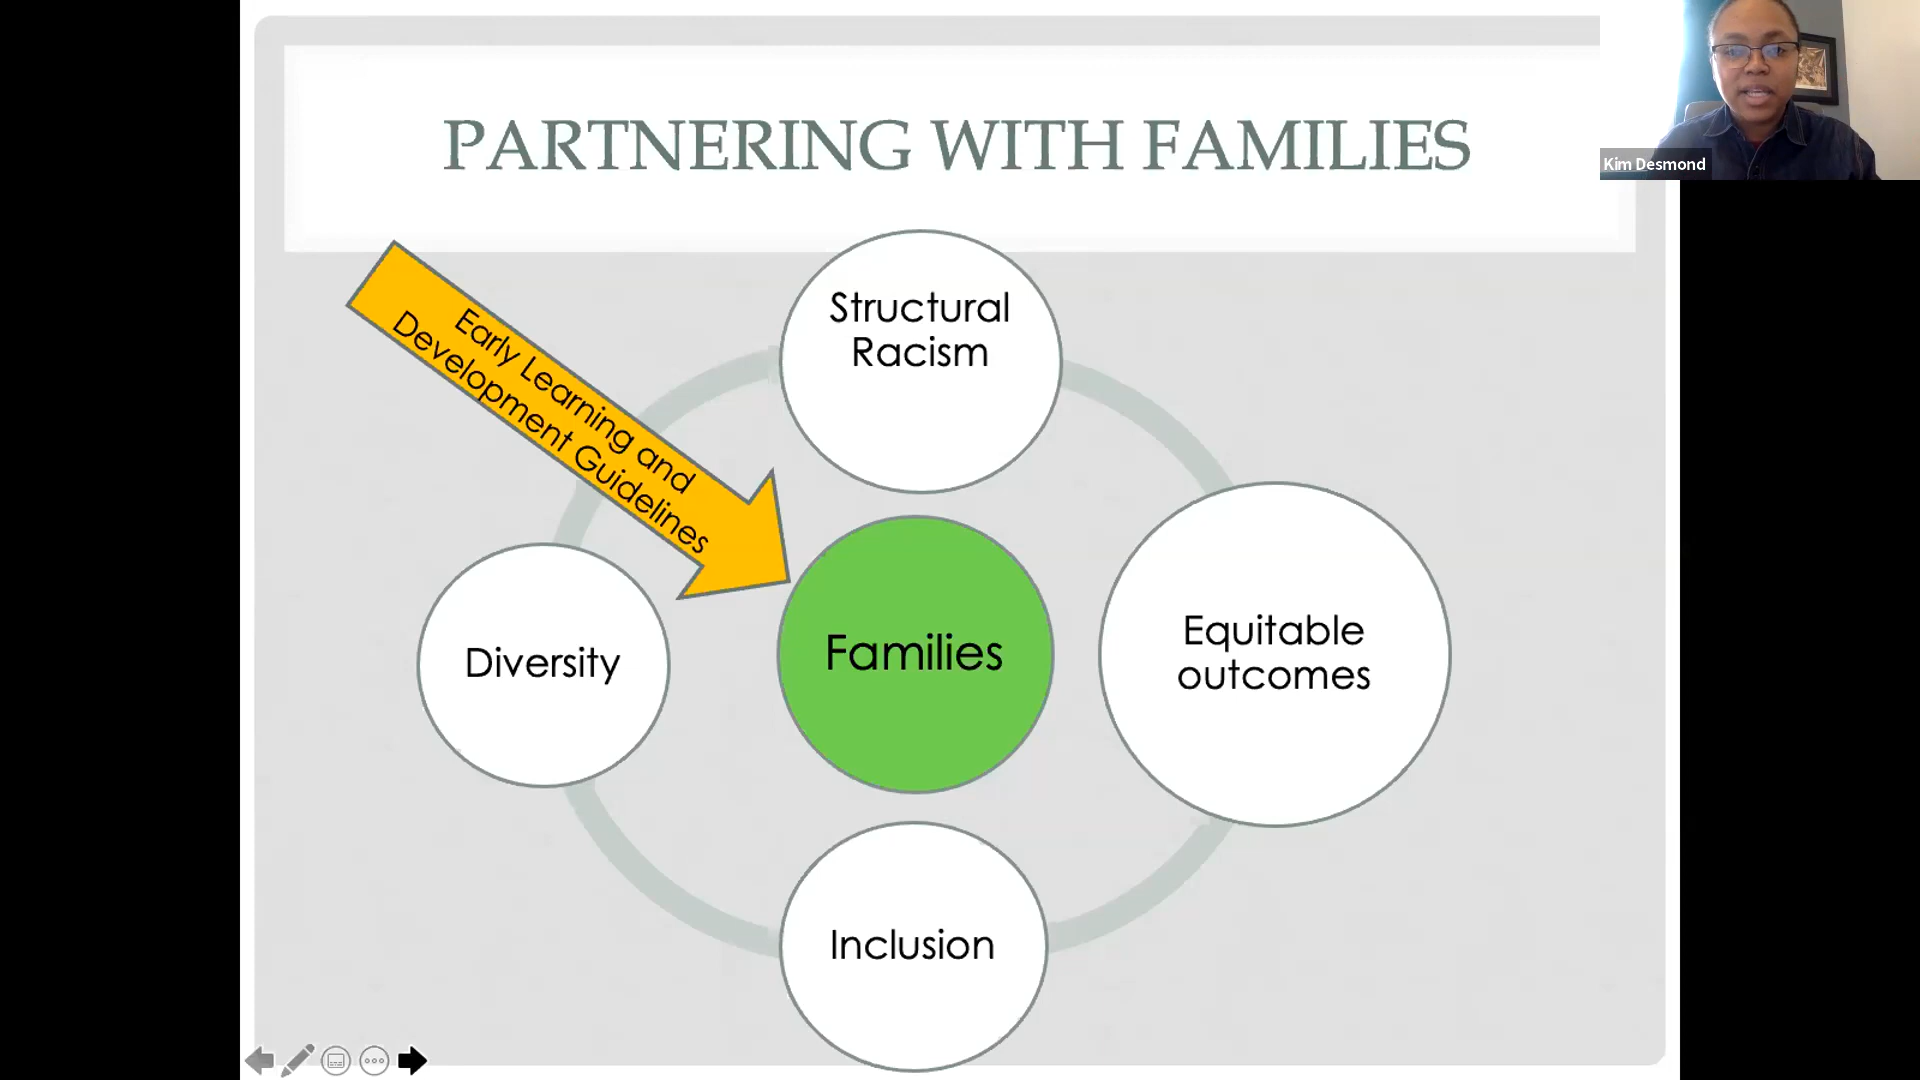 PARTNERING WITH FAMILIES
Kim Desmond
Early Learning and
Development Guidelines
Structural
Racism
Diversity
Families
Equitable
outcomes
Inclusion